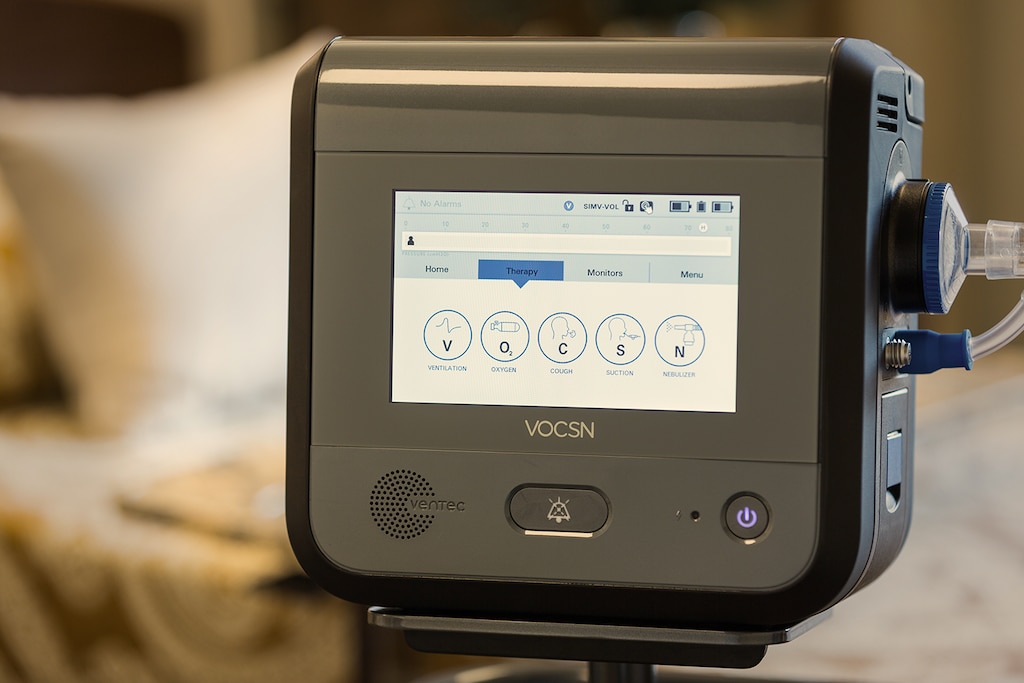 No Alarms
V SIMV-VOL
0 10 20 30 40 50 60 70 80
Home Therapy Monitors Menu
V O₂ C S N
VENTILATION OXYGEN COUGH SUCTION NEBULIZER
VOCSN
VENTEC